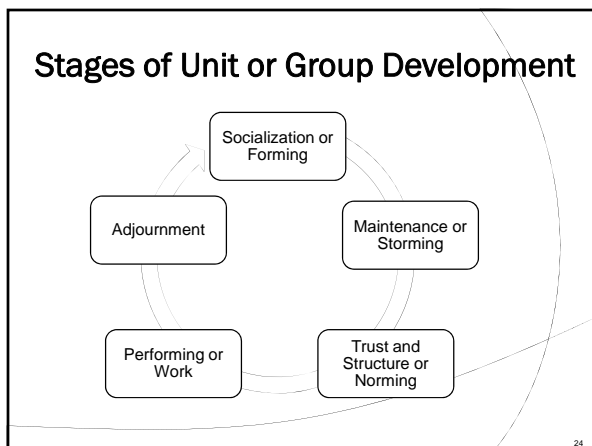 Stages of Unit or Group Development
Socialization or
Forming
Maintenance or
Storming
Trust and
Structure or
Norming
Performing or
Work
Adjournment
24